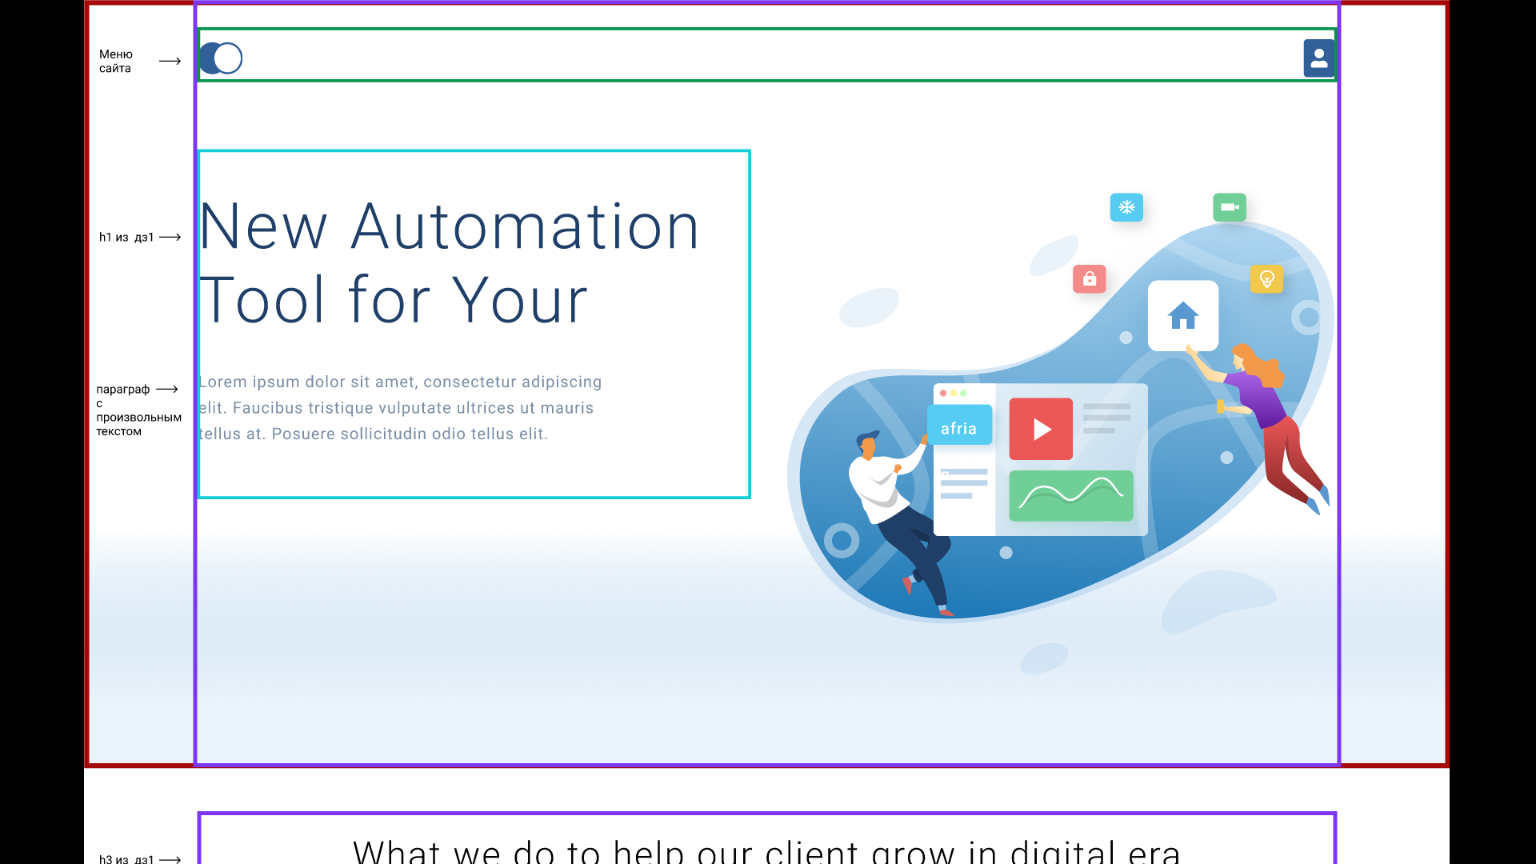 Меню
сайта
h1 из дз1
New Automation
Tool for Your
параграф
с
произвольным
текстом
Lorem ipsum dolor sit amet, consectetur adipiscing
elit. Faucibus tristique vulputate ultrices ut mauris
tellus at. Posuere sollicitudin odio tellus elit.
afria
h3 из дз1
What we do to help our client grow in digital era